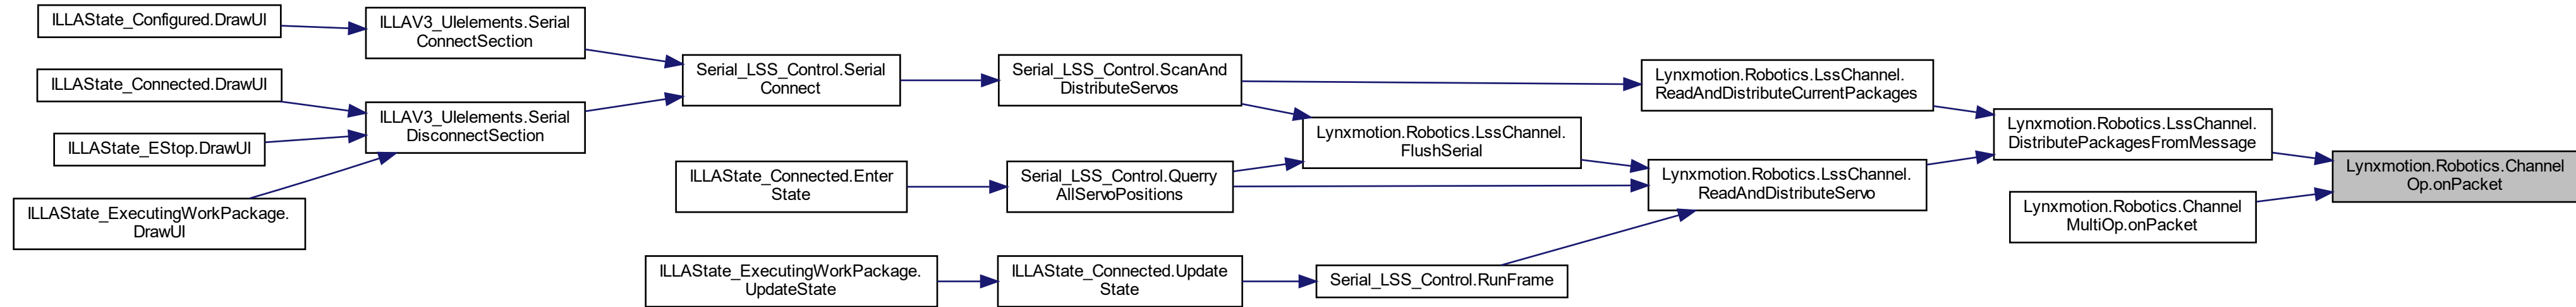 ILLAState_Configured.DrawUI
ILLAState_Connected.DrawUI
ILLAState_EStop.DrawUI
ILLAState_ExecutingWorkPackage.
DrawUI
ILLAV3_UIelements.Serial
ConnectSection
ILLAV3_UIelements.Serial
DisconnectSection
Serial_LSS_Control.Serial
Connect
ILLAState_Connected.Enter
State
ILLAState_ExecutingWorkPackage.
UpdateState
Serial_LSS_Control.ScanAnd
DistributeServos
Serial_LSS_Control.Querry
AllServoPositions
ILLAState_Connected.Update
State
Lynxmotion.Robotics.LssChannel.
FlushSerial
Serial_LSS_Control.RunFrame
Lynxmotion.Robotics.LssChannel.
ReadAndDistributeCurrentPackages
Lynxmotion.Robotics.LssChannel.
ReadAndDistributeServo
Lynxmotion.Robotics.LssChannel.
DistributePackagesFromMessage
Lynxmotion.Robotics.Channel
MultiOp.onPacket
Lynxmotion.Robotics.Channel
Op.onPacket